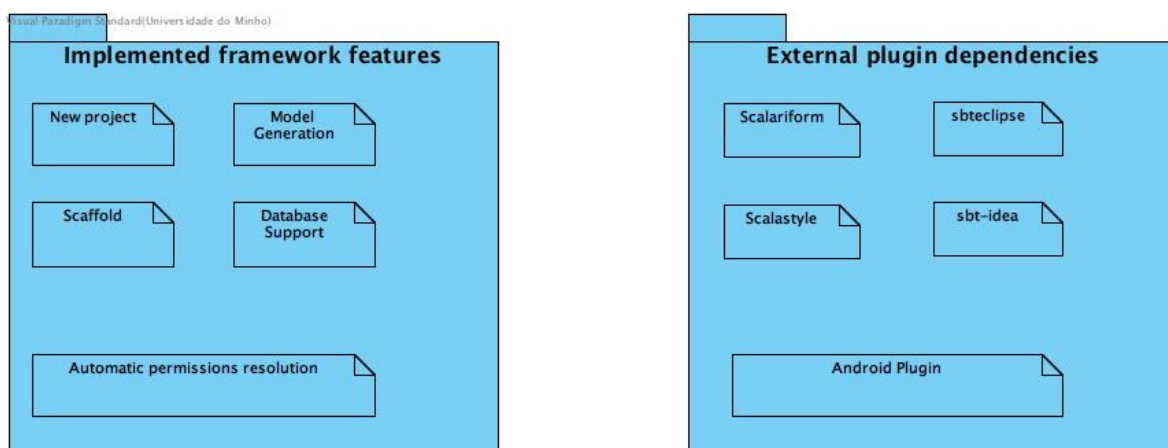 Visual Paradigm Standard(Universidade do Minho)
Implemented framework features
New project
Model
Generation
Scaffold
Database
Support
Automatic permissions resolution
External plugin dependencies
Scalariform
sbteclipse
Scalastyle
sbt-idea
Android Plugin